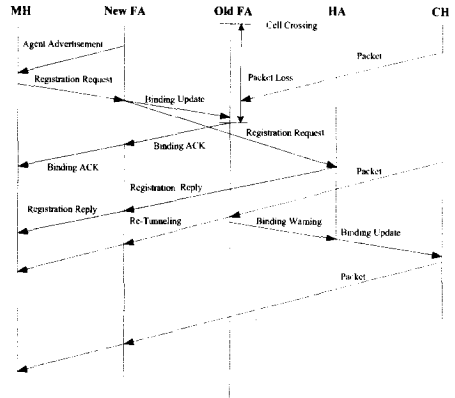 MH New FA Old FA HA CH
Cell Crossing
Agent Advertisement
Packet
Registration Request
Packet Loss
Binding Update
Registration Request
Binding ACK
Binding ACK
Packet
Registration Reply
Registration Reply
Re-Tunneling
Binding Warning
Binding Update
Packet